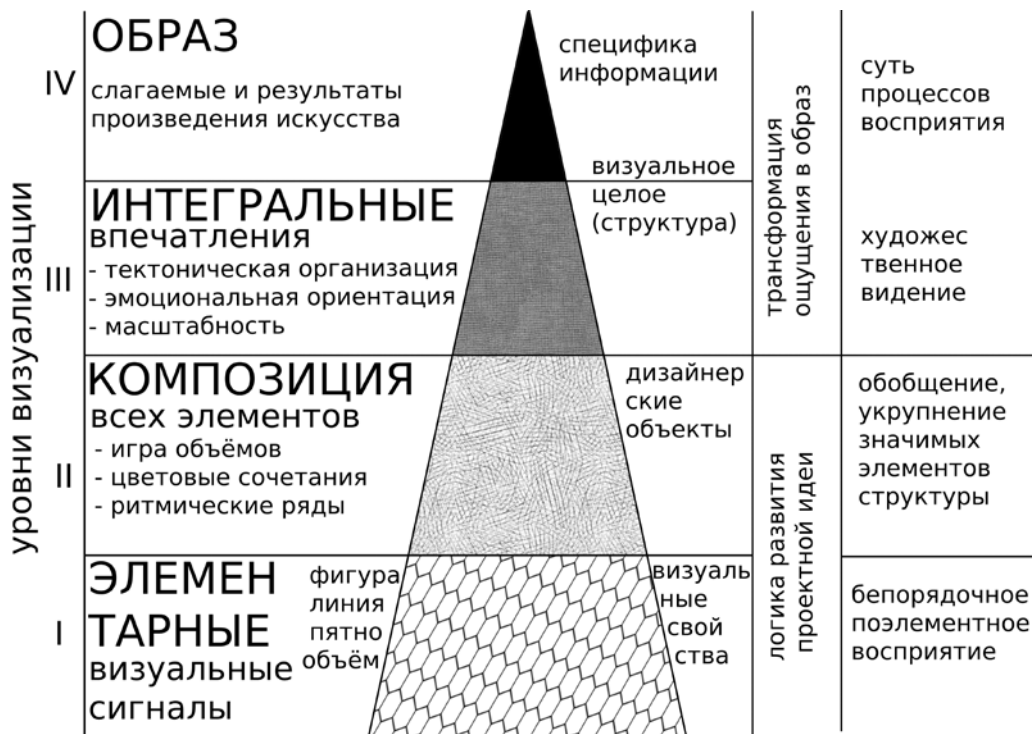 уровни визуализации
IV
ОБРАЗ
слагаемые и результаты
произведения искусства
специфика
информации
суть
процессов
восприятия
III
ИНТЕГРАЛЬНЫЕ
впечатления
- тектоническая организация
- эмоциональная ориентация
- масштабность
визуальное
целое
(структура)
трансформация
ощущения в образ
художес
твенное
видение
II
КОМПОЗИЦИЯ
всех элементов
- игра объёмов
- цветовые сочетания
- ритмические ряды
дизайнер
ские
объекты
обобщение,
укрупнение
значимых
элементов
структуры
I
ЭЛЕМЕН
ТАРНЫЕ
визуальные
сигналы
фигура
линия
пятно
объём
визуаль
ные
свой
ства
логика развития
проектной идеи
бепорядочное
поэлементное
восприятие